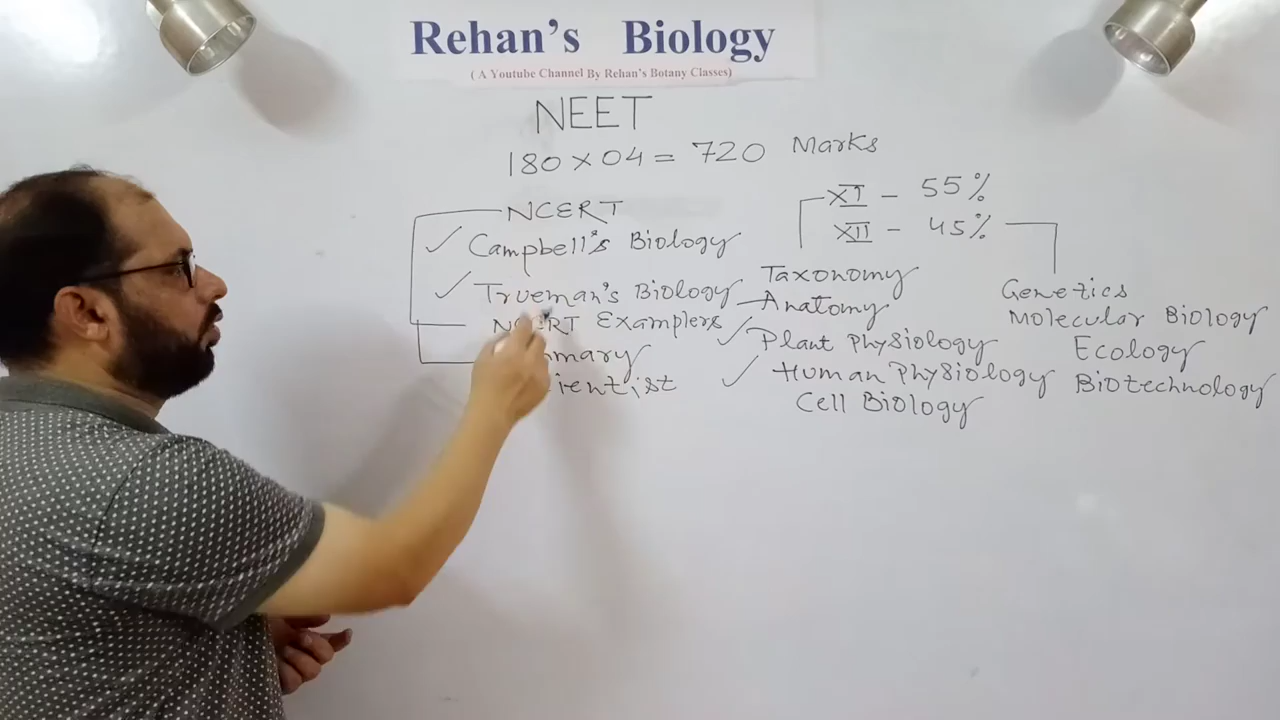 Rehan's Biology
( A Youtube Channel By Rehan's Botany Classes)
NEET
180 × 04 = 720 Marks
NCERT
Campbell's Biology
Trueman's Biology
NCERT Examplers
XI - 55%
XII - 45%
Taxonomy
Anatomy
Plant Physiology
Human Physiology
Cell Biology
Genetics
Molecular Biology
Ecology
Biotechnology